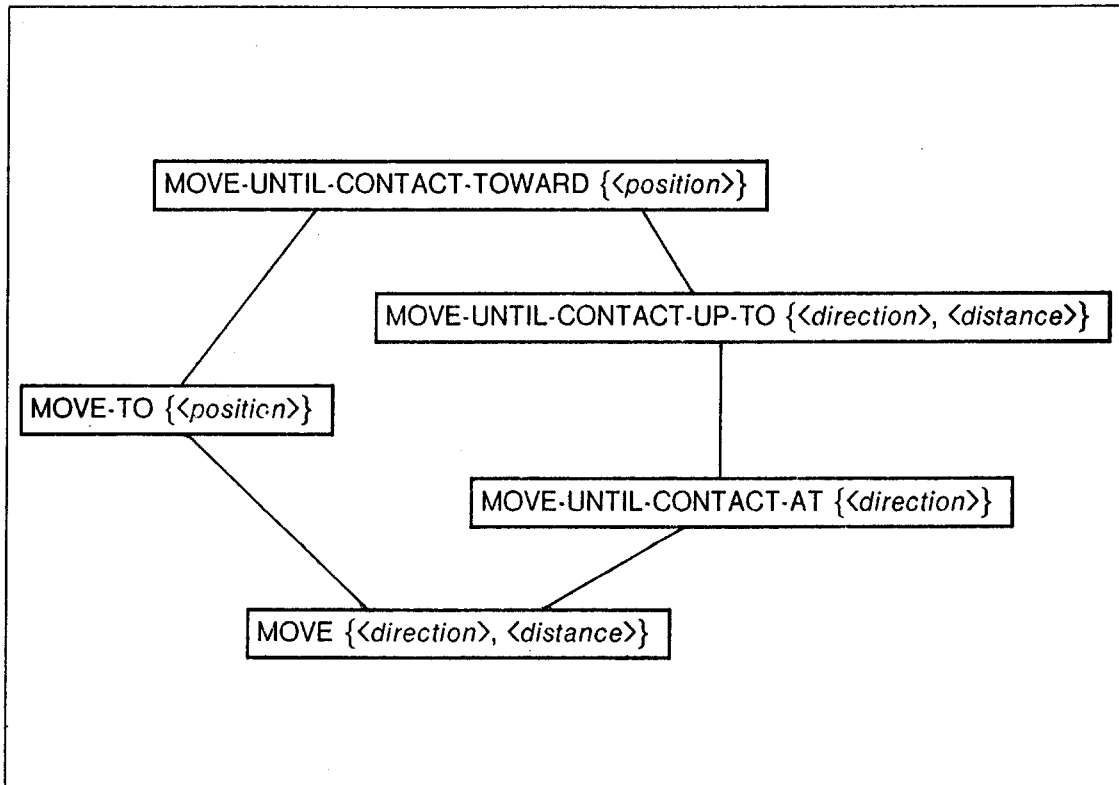 MOVE-UNTIL-CONTACT-TOWARD {<position>}
MOVE-UNTIL-CONTACT-UP-TO {<direction>, <distance>}
MOVE-TO {<position>}
MOVE-UNTIL-CONTACT-AT {<direction>}
MOVE {<direction>, <distance>}